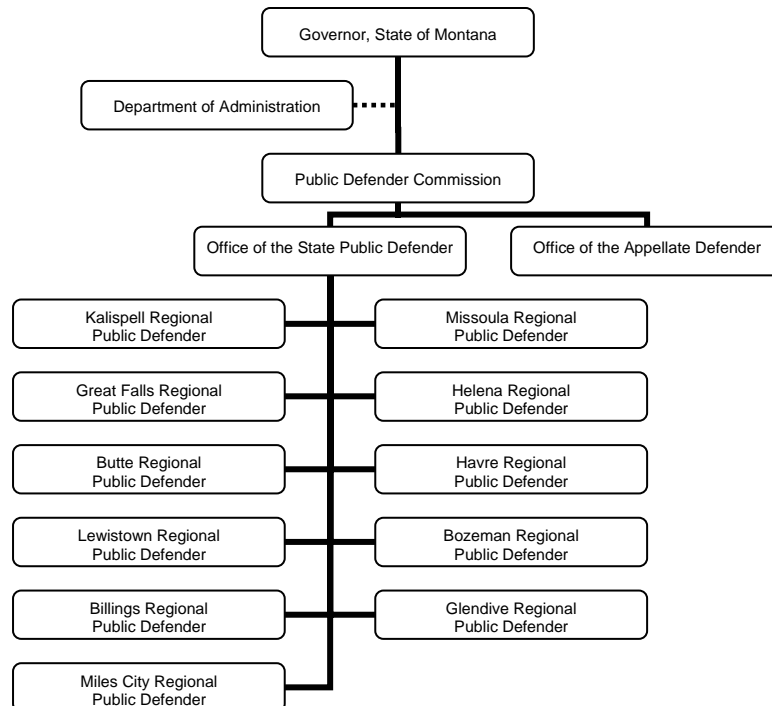 Governor, State of Montana
Department of Administration
Public Defender Commission
Office of the State Public Defender
Office of the Appellate Defender
Kalispell Regional
Public Defender
Missoula Regional
Public Defender
Great Falls Regional
Public Defender
Helena Regional
Public Defender
Butte Regional
Public Defender
Havre Regional
Public Defender
Lewistown Regional
Public Defender
Bozeman Regional
Public Defender
Billings Regional
Public Defender
Glendive Regional
Public Defender
Miles City Regional
Public Defender